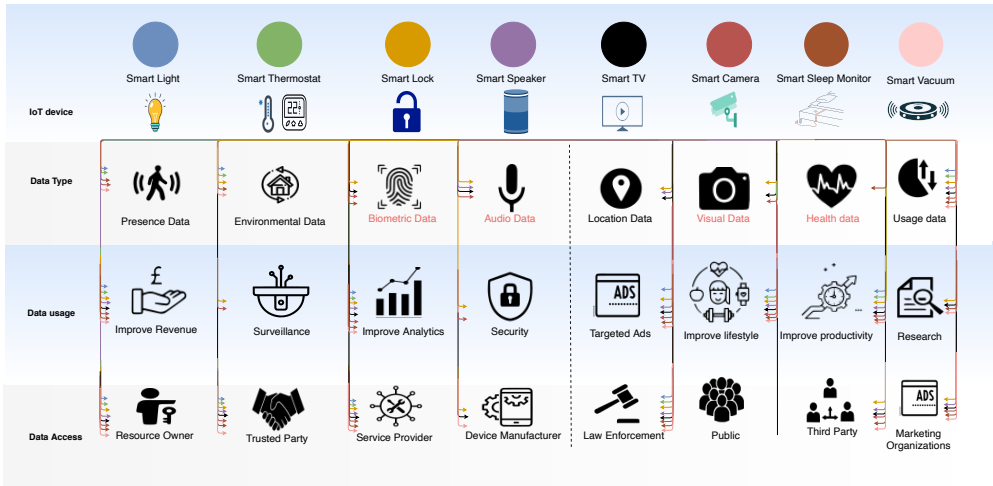 Smart Light
Smart Thermostat
Smart Lock
Smart Speaker
Smart TV
Smart Camera
Smart Sleep Monitor
Smart Vacuum
IoT device
22°
Data Type
Presence Data
Environmental Data
Biometric Data
Audio Data
Location Data
Visual Data
Health data
Usage data
£
ADS
Data usage
Improve Revenue
Surveillance
Improve Analytics
Security
Targeted Ads
Improve lifestyle
Improve productivity
Research
ADS
Data Access
Resource Owner
Trusted Party
Service Provider
Device Manufacturer
Law Enforcement
Public
Third Party
Marketing
Organizations